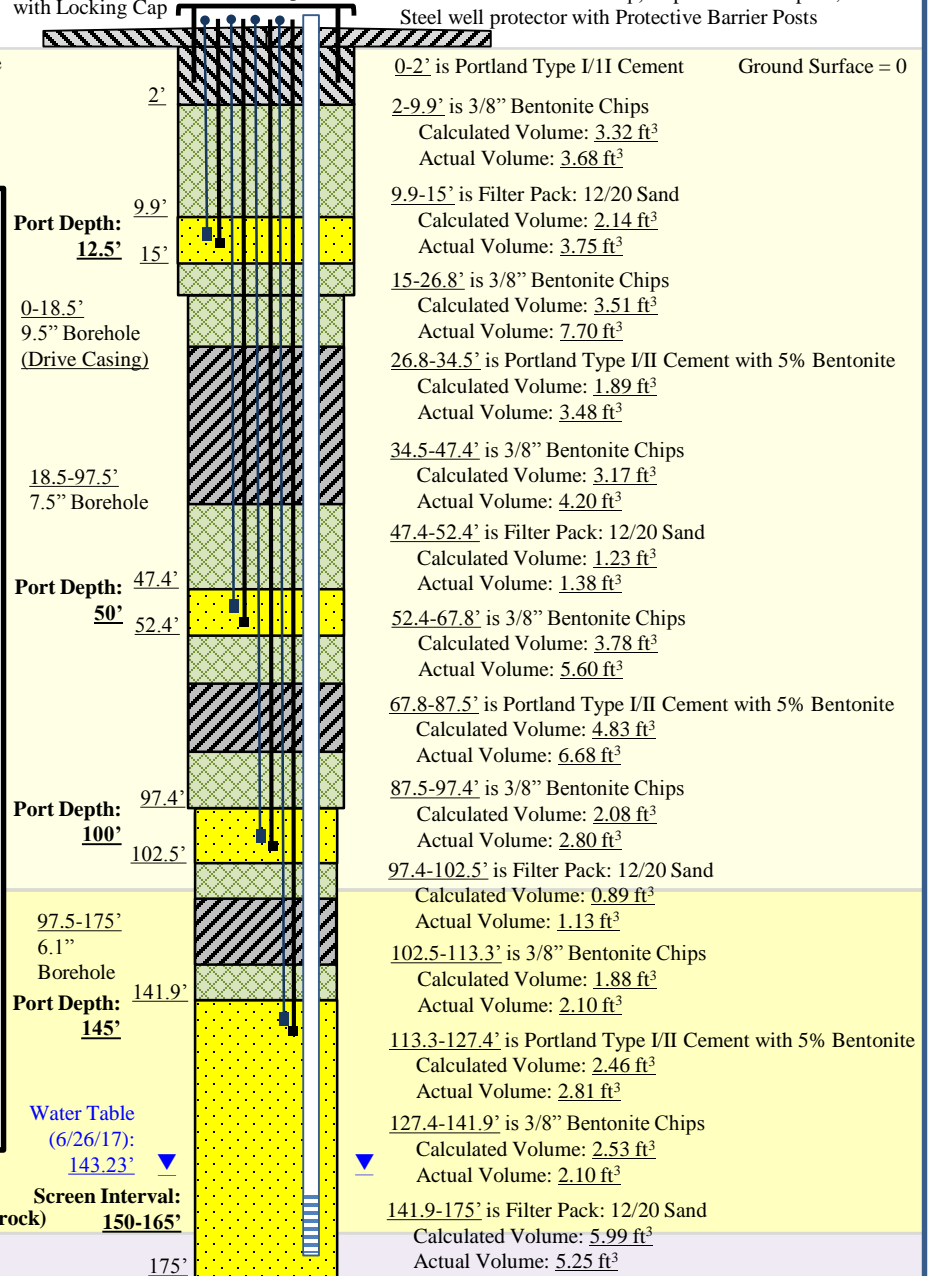 with Locking Cap
Steel well protector with Protective Barrier Posts
0-2’ is Portland Type I/1I Cement
Ground Surface = 0
2’
2-9.9’ is 3/8” Bentonite Chips
Calculated Volume: 3.32 ft³
Actual Volume: 3.68 ft³
9.9’
Port Depth:
12.5’
15’
9.9-15’ is Filter Pack: 12/20 Sand
Calculated Volume: 2.14 ft³
Actual Volume: 3.75 ft³
15-26.8’ is 3/8” Bentonite Chips
Calculated Volume: 3.51 ft³
Actual Volume: 7.70 ft³
0-18.5’
9.5” Borehole
(Drive Casing)
26.8-34.5’ is Portland Type I/II Cement with 5% Bentonite
Calculated Volume: 1.89 ft³
Actual Volume: 3.48 ft³
18.5-97.5’
7.5” Borehole
34.5-47.4’ is 3/8” Bentonite Chips
Calculated Volume: 3.17 ft³
Actual Volume: 4.20 ft³
47.4-52.4’ is Filter Pack: 12/20 Sand
Calculated Volume: 1.23 ft³
Actual Volume: 1.38 ft³
47.4’
Port Depth:
50’
52.4’
52.4-67.8’ is 3/8” Bentonite Chips
Calculated Volume: 3.78 ft³
Actual Volume: 5.60 ft³
67.8-87.5’ is Portland Type I/II Cement with 5% Bentonite
Calculated Volume: 4.83 ft³
Actual Volume: 6.68 ft³
87.5-97.4’ is 3/8” Bentonite Chips
Calculated Volume: 2.08 ft³
Actual Volume: 2.80 ft³
97.4’
Port Depth:
100’
102.5’
97.4-102.5’ is Filter Pack: 12/20 Sand
Calculated Volume: 0.89 ft³
Actual Volume: 1.13 ft³
97.5-175’
6.1”
Borehole
102.5-113.3’ is 3/8” Bentonite Chips
Calculated Volume: 1.88 ft³
Actual Volume: 2.10 ft³
141.9’
Port Depth:
145’
113.3-127.4’ is Portland Type I/II Cement with 5% Bentonite
Calculated Volume: 2.46 ft³
Actual Volume: 2.81 ft³
127.4-141.9’ is 3/8” Bentonite Chips
Calculated Volume: 2.53 ft³
Actual Volume: 2.10 ft³
Water Table
(6/26/17):
143.23’
Screen Interval:
rock)
150-165’
141.9-175’ is Filter Pack: 12/20 Sand
Calculated Volume: 5.99 ft³
Actual Volume: 5.25 ft³
175’